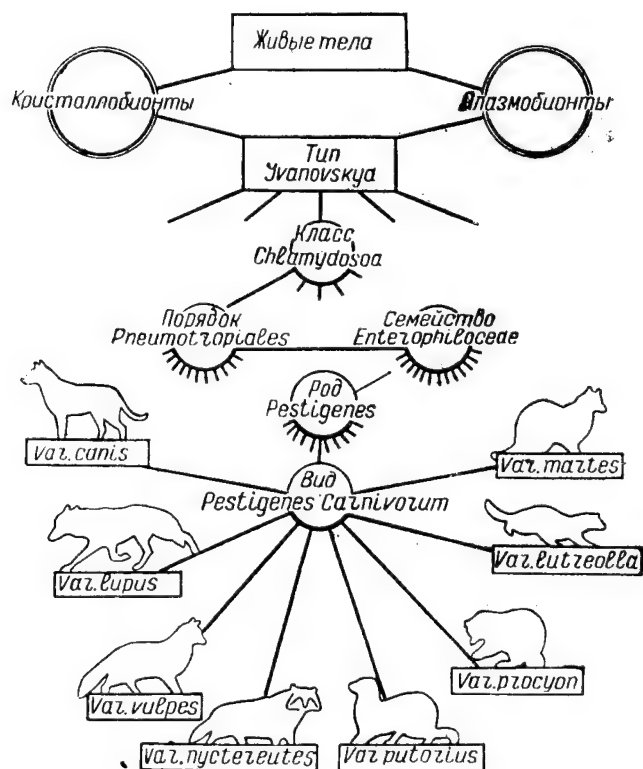 Живые тела
Кристаллобионты
Плазмобионты
Тип
Yvanovskya
Класс
Chlamydosoa
Порядок
Pneumotropiales
Семейство
Enterophiloceae
Род
Pestigenes
Вид
Pestigenes Carnivorum
Var. canis
Var. martes
Var. lupus
Var. lutreolla
Var. vulpes
Var. procyon
Var. nyctereutes
Var. putorius